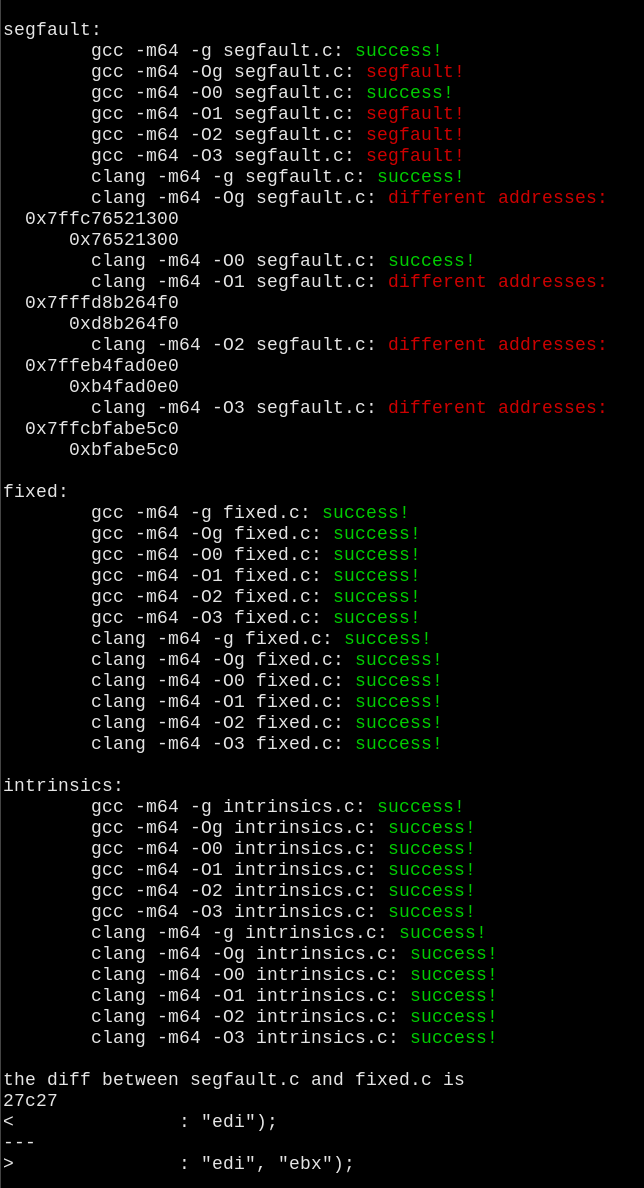 segfault:
        gcc -m64 -g segfault.c: success!
        gcc -m64 -Og segfault.c: segfault!
        gcc -m64 -O0 segfault.c: success!
        gcc -m64 -O1 segfault.c: segfault!
        gcc -m64 -O2 segfault.c: segfault!
        gcc -m64 -O3 segfault.c: segfault!
        clang -m64 -g segfault.c: success!
        clang -m64 -Og segfault.c: different addresses:
  0x7ffc76521300
      0x76521300
        clang -m64 -O0 segfault.c: success!
        clang -m64 -O1 segfault.c: different addresses:
  0x7fffd8b264f0
      0xd8b264f0
        clang -m64 -O2 segfault.c: different addresses:
  0x7ffeb4fad0e0
      0xb4fad0e0
        clang -m64 -O3 segfault.c: different addresses:
  0x7ffcbfabe5c0
      0xbfabe5c0

fixed:
        gcc -m64 -g fixed.c: success!
        gcc -m64 -Og fixed.c: success!
        gcc -m64 -O0 fixed.c: success!
        gcc -m64 -O1 fixed.c: success!
        gcc -m64 -O2 fixed.c: success!
        gcc -m64 -O3 fixed.c: success!
        clang -m64 -g fixed.c: success!
        clang -m64 -Og fixed.c: success!
        clang -m64 -O0 fixed.c: success!
        clang -m64 -O1 fixed.c: success!
        clang -m64 -O2 fixed.c: success!
        clang -m64 -O3 fixed.c: success!

intrinsics:
        gcc -m64 -g intrinsics.c: success!
        gcc -m64 -Og intrinsics.c: success!
        gcc -m64 -O0 intrinsics.c: success!
        gcc -m64 -O1 intrinsics.c: success!
        gcc -m64 -O2 intrinsics.c: success!
        gcc -m64 -O3 intrinsics.c: success!
        clang -m64 -g intrinsics.c: success!
        clang -m64 -Og intrinsics.c: success!
        clang -m64 -O0 intrinsics.c: success!
        clang -m64 -O1 intrinsics.c: success!
        clang -m64 -O2 intrinsics.c: success!
        clang -m64 -O3 intrinsics.c: success!

the diff between segfault.c and fixed.c is
27c27
<               : "edi");
---
>               : "edi", "ebx");